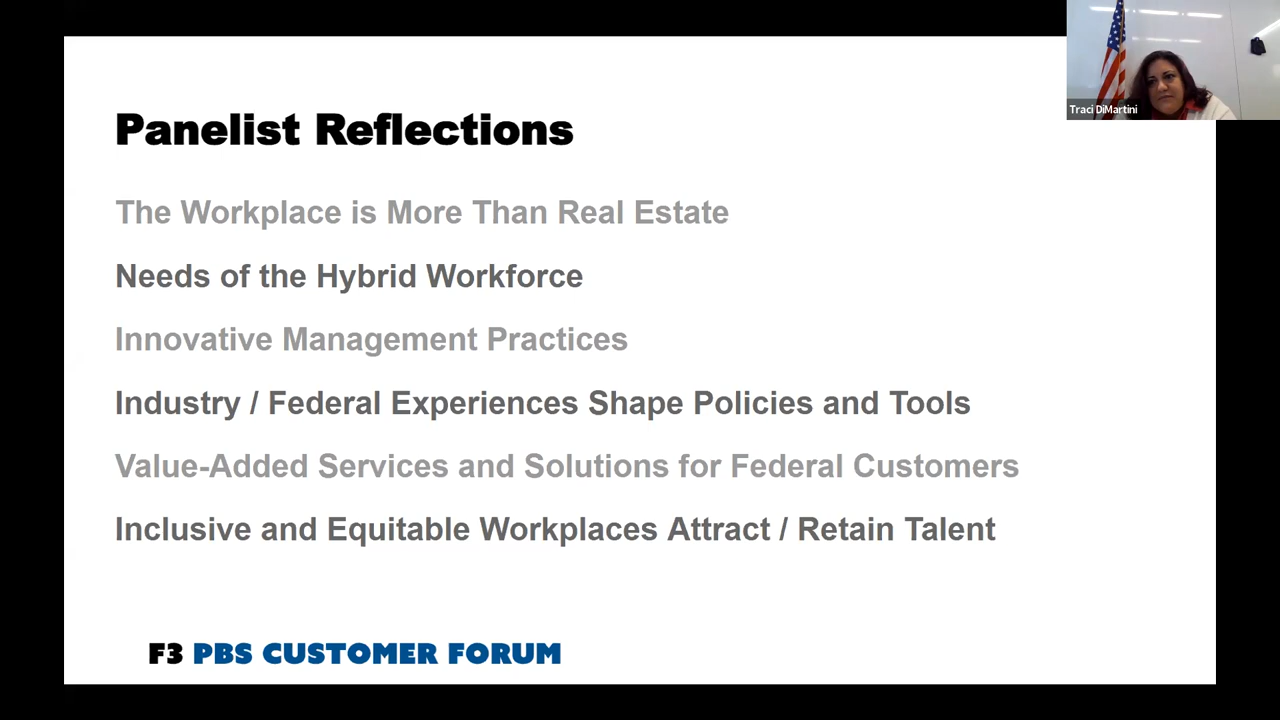 Traci DiMartini
Panelist Reflections
The Workplace is More Than Real Estate
Needs of the Hybrid Workforce
Innovative Management Practices
Industry / Federal Experiences Shape Policies and Tools
Value-Added Services and Solutions for Federal Customers
Inclusive and Equitable Workplaces Attract / Retain Talent
F3 PBS CUSTOMER FORUM